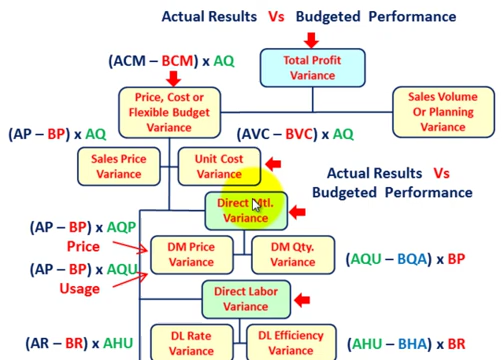 Actual Results Vs Budgeted Performance
(ACM – BCM) x AQ
Total Profit
Variance
Price, Cost or
Flexible Budget
Variance
Sales Volume
Or Planning
Variance
(AP – BP) x AQ
(AVC – BVC) x AQ
Sales Price
Variance
Unit Cost
Variance
Actual Results Vs
Budgeted Performance
Direct Mtl.
Variance
(AP – BP) x AQP
Price
(AP – BP) x AQU
Usage
DM Price
Variance
DM Qty.
Variance
(AQU – BQA) x BP
Direct Labor
Variance
(AR – BR) x AHU
DL Rate
Variance
DL Efficiency
Variance
(AHU – BHA) x BR